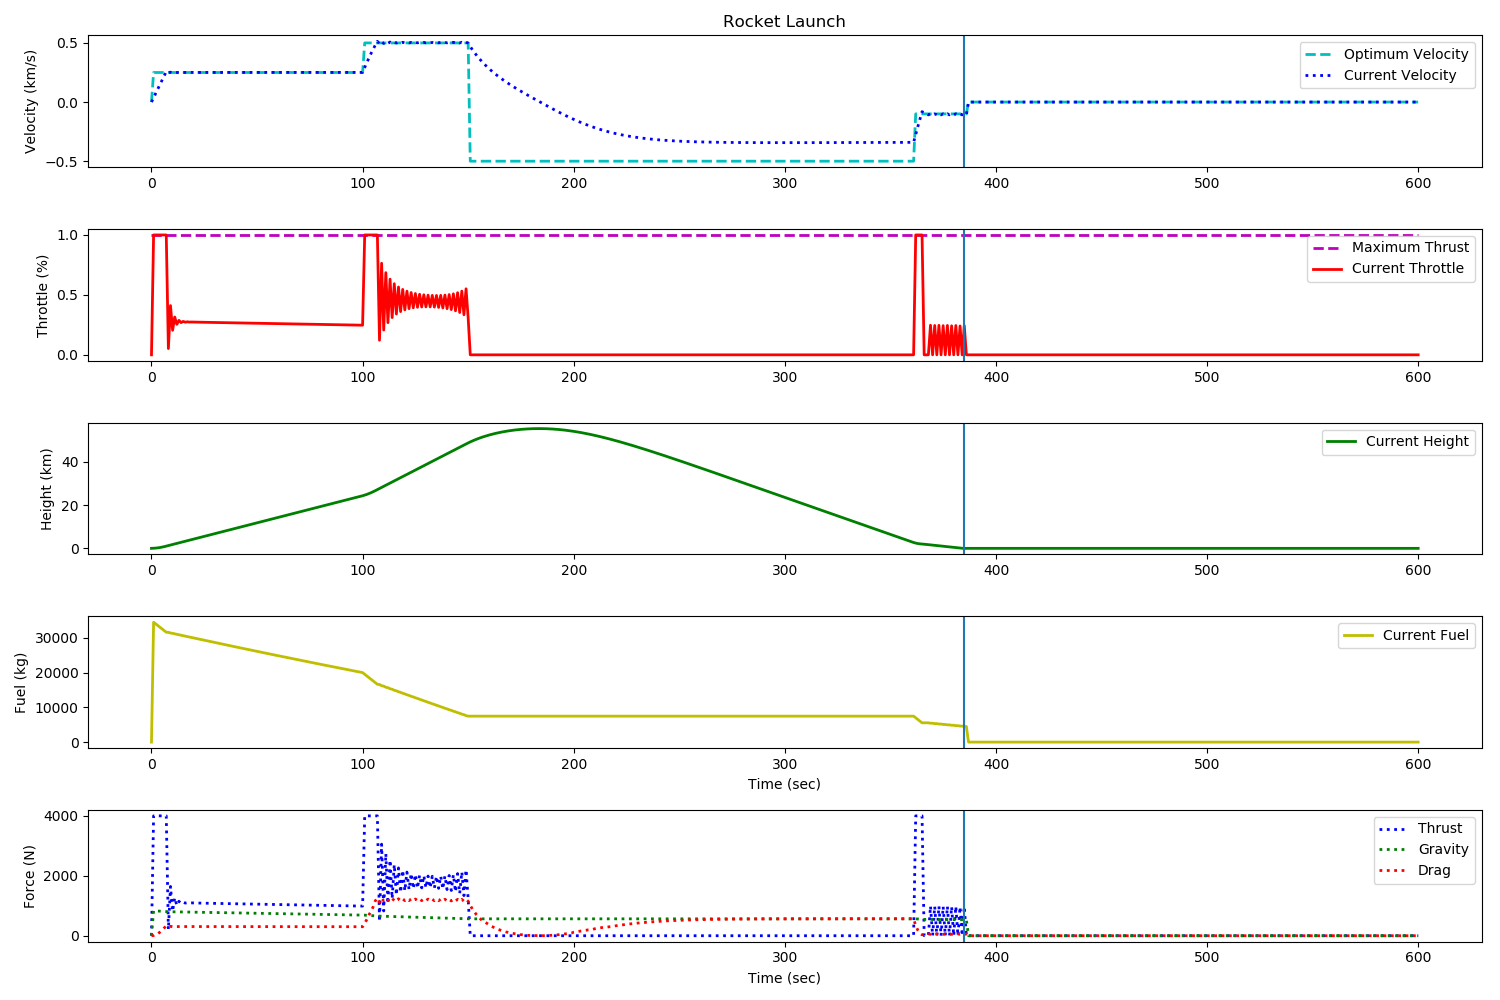 Rocket Launch
Velocity (km/s)
0.5
0.0
−0.5
Optimum Velocity
Current Velocity
0 100 200 300 400 500 600
Throttle (%)
1.0
0.5
0.0
Maximum Thrust
Current Throttle
0 100 200 300 400 500 600
Height (km)
40
20
0
Current Height
0 100 200 300 400 500 600
Fuel (kg)
30000
20000
10000
0
Current Fuel
0 100 200 300 400 500 600
Time (sec)
Force (N)
4000
2000
0
Thrust
Gravity
Drag
0 100 200 300 400 500 600
Time (sec)